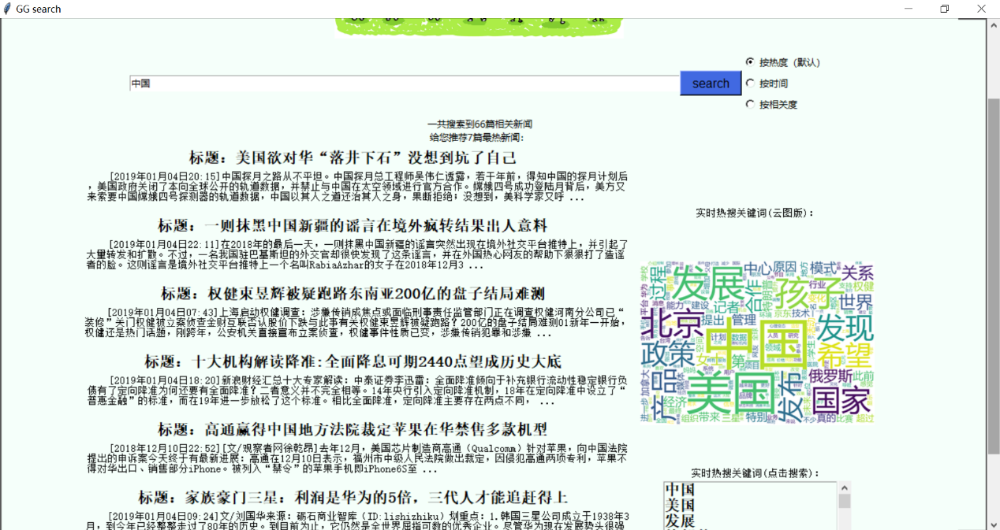 GG search
按热度 (默认)
中国
search
按时间
按相关度
一共搜索到66篇相关新闻
给您推荐7篇最热新闻:
标题：美国欲对华“落井下石”没想到坑了自己
[2019年01月04日20:15]中国探月之路从不平坦。中国探月总工程师吴伟仁透露，若干年前，得知中国的探月计划后
，美国政府关闭了本向全球公开的轨道数据，并禁止与中国在太空领域进行官方合作。嫦娥四号成功登陆月背后，美方又
来索要中国嫦娥四号探测器的轨道数据，中国以其人之道还治其人之身，果断拒绝；没想到，美科学家又呼 ...
标题：一则抹黑中国新疆的谣言在境外疯转结果出人意料
[2019年01月04日22:11]在2018年的最后一天，一则抹黑中国新疆的谣言突然出现在境外社交平台推特上，并引起了
大量转发和扩散。不过，一名我国驻巴基斯坦的外交官却很快发现了这条谣言，并在外国热心网友的帮助下狠狠打了造谣
者的脸。这则谣言是境外社交平台推特上一个名叫RabiaAzhar的女子在2018年12月3 ...
标题：权健束昱辉被疑跑路东南亚200亿的盘子结局难测
[2019年01月04日07:43]上海启动权健调查：涉嫌传销成焦点或面临刑事责任监管部门正在调查权健河南分公司已“
装修”关门权健被立案侦查金财互联否认股价下跌与此事有关权健束昱辉被疑跑路？200亿的盘子结局难测01新年一开始，
权健还是热门话题，刚跨年，公安机关直接宣布立案侦查，权健事件性质已变，涉嫌传销犯罪和涉嫌 ...
标题：十大机构解读降准:全面降息可期2440点望成历史大底
[2019年01月04日18:20]新浪财经汇总十大专家解读：中泰证券李迅雷：全面降准倾向于补充银行流动性稳定银行负
债有了定向降准为何还要有全面降准？二者意义并不完全相等。14年央行引入定向降准机制，18年在定向降准中设立了“
普惠金融”的标准，而在19年进一步放松了这个标准。相比全面降准，定向降准主要存在两点不同， ...
标题：高通赢得中国地方法院裁定苹果在华禁售多款机型
[2018年12月10日22:52][文/观察者网徐乾昂]去年12月，美国芯片制造商高通（Qualcomm）针对苹果，向中国法院
提出的申诉案今天终于有最新进展：高通在12月10日表示，福州市中级人民法院做出裁定，因侵犯高通两项专利，苹果不
得对华出口、销售部分iPhone。被列入“禁令”的苹果手机即iPhone6S至 ...
标题：家族豪门三星：利润是华为的5倍，三代人才能追赶得上
[2019年01月04日09:24]文/刘国华来源：砺石商业智库（ID:lishizhiku）划重点：1.韩国三星公司成立于1938年3
月，到今年已经整整走过了80年的历史。到目前为止，它仍然是全世界屈指可数的优秀企业。尽管华为现在发展势头很强
实时热搜关键词(云图版):
过程
发展
合作
中心
原因
孩子
模式
关系
世界
行业
记者
能力
建设
提出
管理
北京
中国
发现
希望
政策
计划
数据
领域
技术
京东
第一
项目
俄罗斯
此前
产品
美国
发布
国家
经济
组织
带来
三星
特别
不少
真的
比赛
超过
加拿大
进一步
权健
实时热搜关键词(点击搜索):
中国
美国
发展